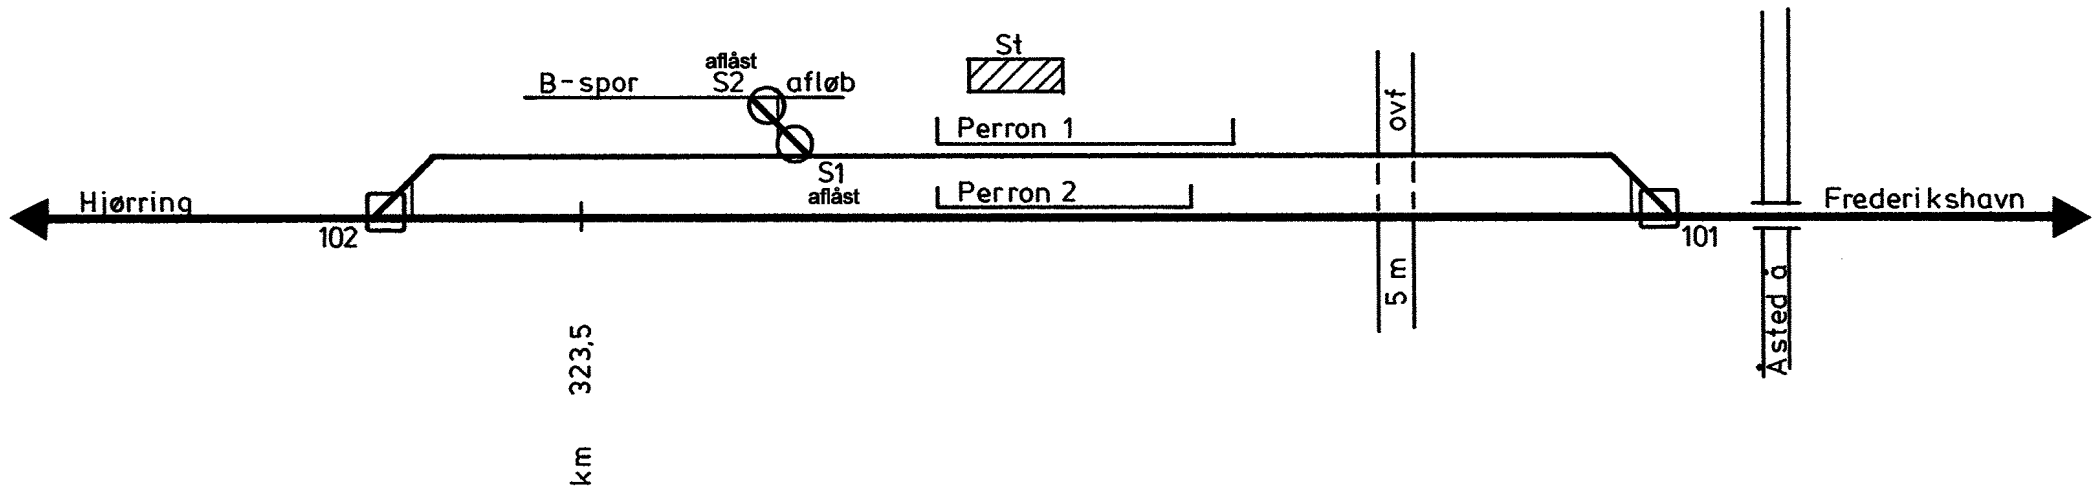 St
aflåst
B-spor
S2
afløb
ovf
Perron 1
S1
aflåst
Perron 2
Hjørring
Frederikshavn
102
101
5 m
Åsted å
km 323,5